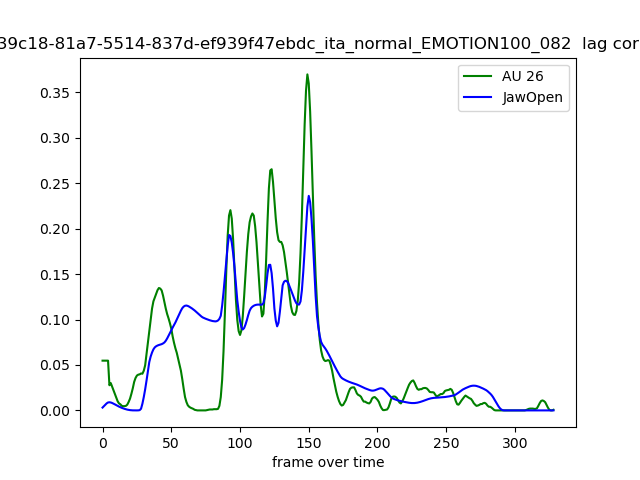 39c18-81a7-5514-837d-ef939f47ebdc_ita_normal_EMOTION100_082 lag cor
AU 26
JawOpen
0.35
0.30
0.25
0.20
0.15
0.10
0.05
0.00
0 50 100 150 200 250 300
frame over time